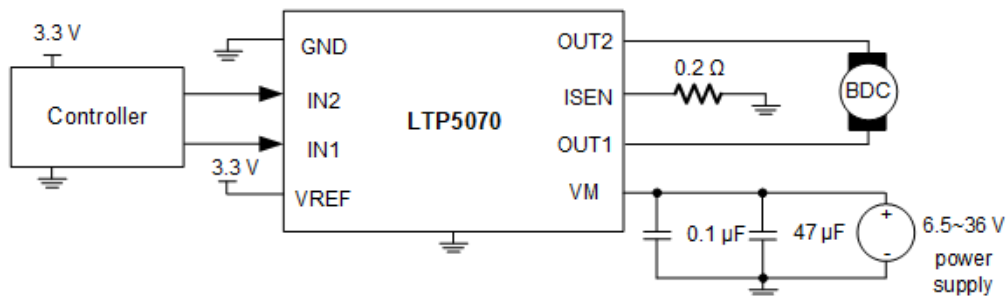 3.3 V
Controller
3.3 V
GND
IN2
IN1
VREF
LTP5070
OUT2
ISEN
OUT1
VM
0.2 Ω
BDC
0.1 µF
47 µF
+
-
6.5~36 V
power
supply